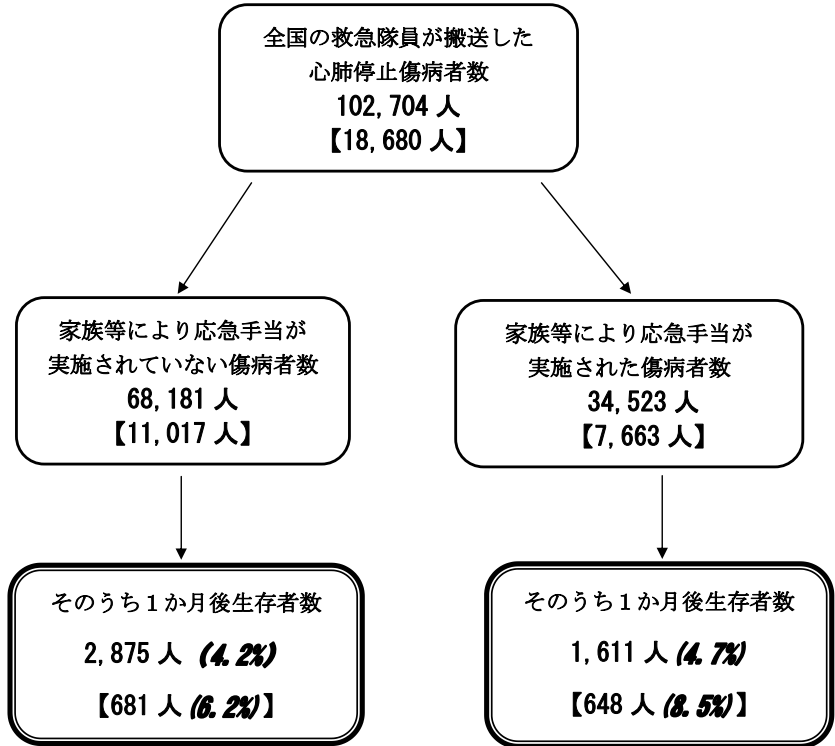 全国の救急隊員が搬送した
心肺停止傷病者数
102,704 人
【18,680 人】
家族等により応急手当が
実施されていない傷病者数
68,181 人
【11,017 人】
家族等により応急手当が
実施された傷病者数
34,523 人
【7,663 人】
そのうち１か月後生存者数
2,875 人 (4.2%)
【681 人 (6.2%)】
そのうち１か月後生存者数
1,611 人 (4.7%)
【648 人 (8.5%)】